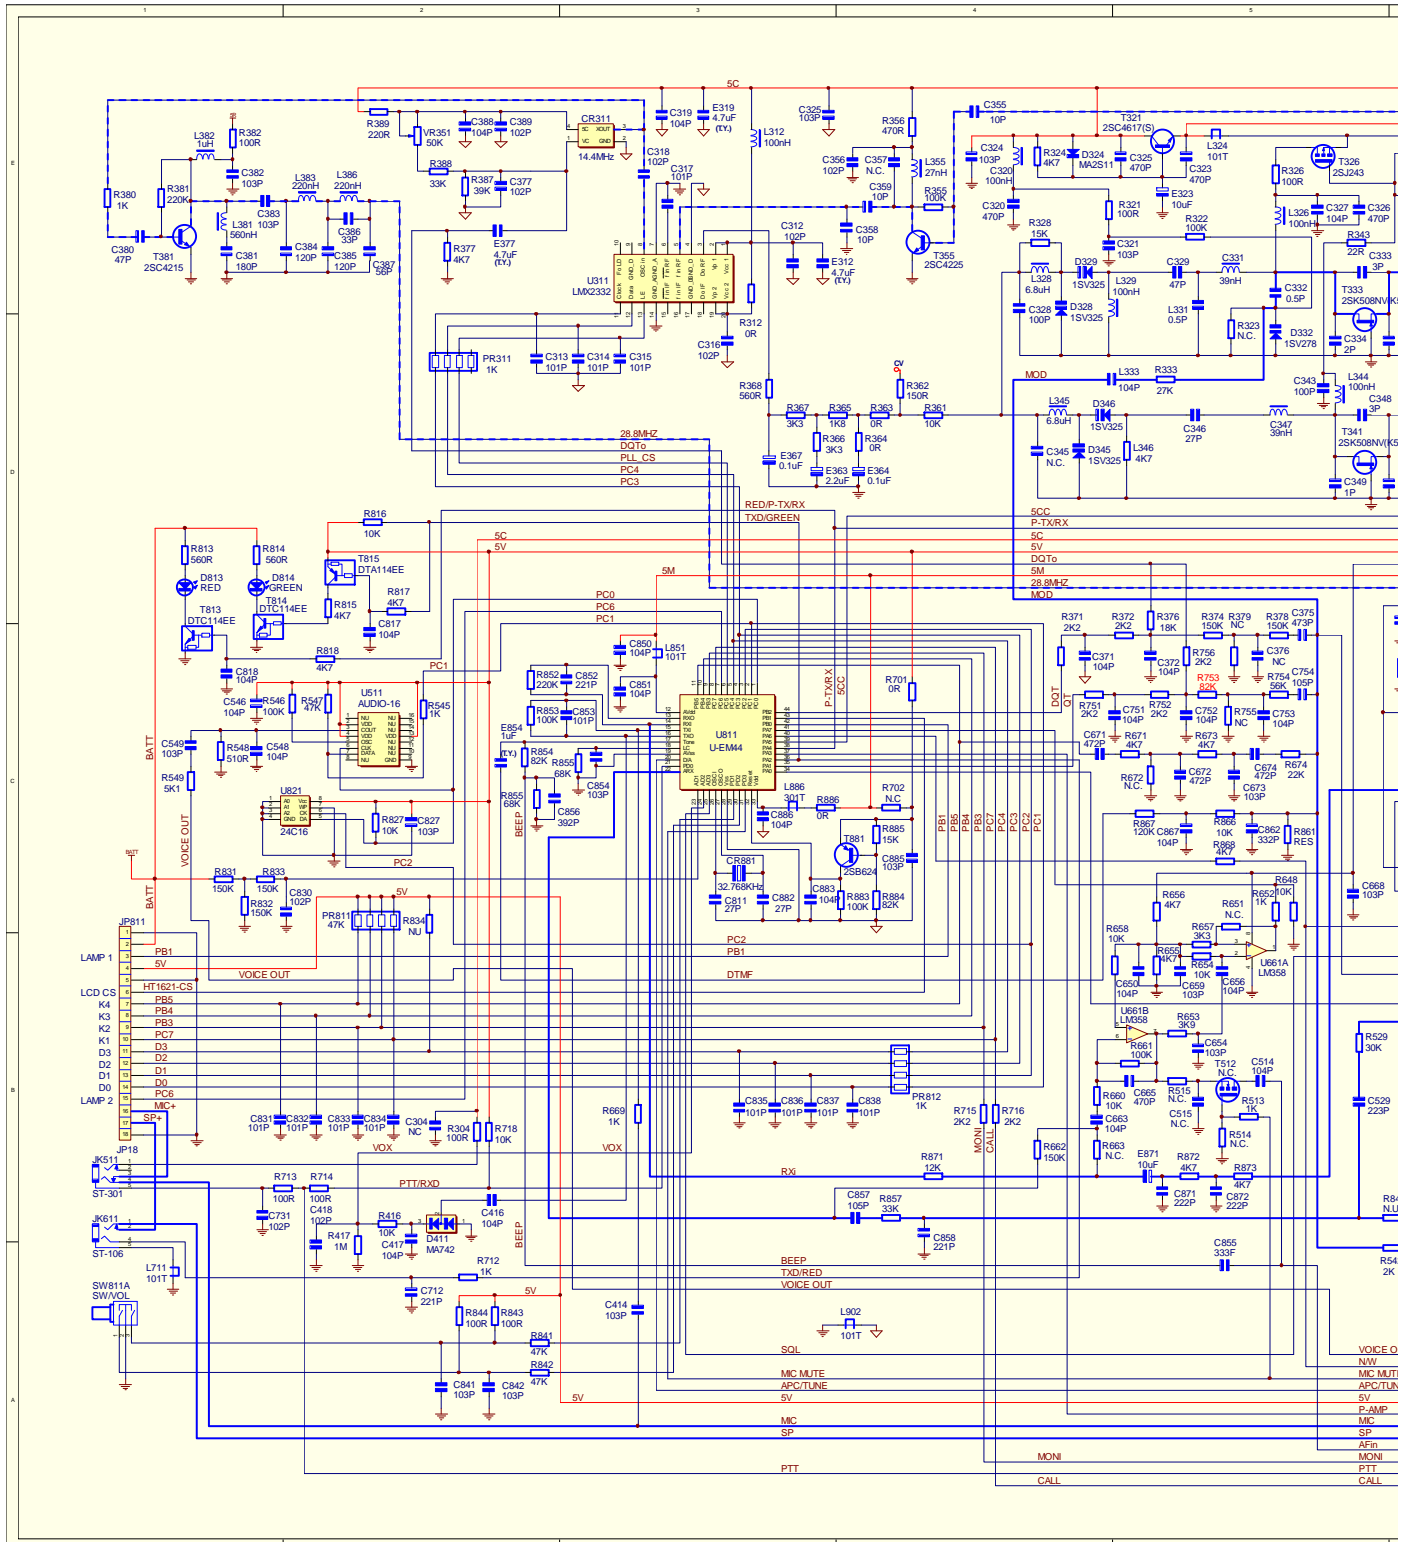 1 2 3 4 5
5C
R389
220R
VR351
50K
C388
104P
C389
102P
CR311
14.4MHz
C318
102P
C317
101P
C319
104P
E319
4.7uF
(T.Y.)
L312
100nH
C325
103P
R356
470R
C355
10P
T321
2SC4617(S)
L324
101T
T326
2SJ243
L382
1uH
R382
100R
C382
103P
R380
1K
R381
220K
L383
220nH
L386
220nH
R388
33K
R387
39K
C377
102P
C356
102P
C357
N.C.
L355
27nH
C359
10P
R355
100K
C324
103P
C320
100nH
R324
4K7
D324
MA2S11
C325
470P
C323
470P
E323
10uF
R326
100R
C380
47P
T381
2SC4215
L381
560nH
C383
103P
C381
180P
C384
120P
C386
33P
C385
120P
C387
56P
R377
4K7
E377
4.7uF
(T.Y.)
U311
LMX2332
C312
102P
E312
4.7uF
(T.Y.)
C358
10P
T355
2SC4225
C320
470P
R321
100R
C321
103P
R322
100K
R328
15K
L326
100nH
C327
104P
C326
470P
R343
22R
L328
6.8uH
D329
1SV325
D328
1SV325
L329
100nH
C329
47P
C331
39nH
C332
0.5P
C333
3P
T333
2SK508NV(K5
C328
100P
L331
0.5P
R323
N.C.
D332
1SV278
C334
2P
PR311
1K
C313
101P
C314
101P
C315
101P
C316
102P
R312
0R
R368
560R
R367
3K3
R365
1K8
R363
0R
R362
150R
CV
R361
10K
R366
3K3
R364
0R
E367
0.1uF
E363
2.2uF
E364
0.1uF
MOD
L333
104P
R333
27K
C343
100P
L344
100nH
C348
3P
L345
6.8uH
D346
1SV325
C345
N.C.
D345
1SV325
L346
4K7
C346
27P
C347
39nH
T341
2SK508NV(K5
C349
1P
28.8MHZ
DQTo
PLL_CS
PC4
PC3
RED/P-TX/RX
TXD/GREEN
5CC
P-TX/RX
5C
5V
DQTo
5M
28.8MHZ
MOD
R816
10K
R813
560R
R814
560R
D813
RED
D814
GREEN
T815
DTA114EE
T813
DTC114EE
T814
DTC114EE
R815
4K7
R817
4K7
C817
104P
R818
4K7
C818
104P
5C
5V
5M
PC0
PC6
PC1
PC1
C546
104P
R546
100K
R547
47K
U511
AUDIO-16
R545
1K
C549
103P
R548
510R
C548
104P
R549
5K1
BATT
VOICE OUT
U821
24C16
R827
10K
C827
103P
PC2
R852
220K
C852
221P
R853
100K
C853
101P
E854
1uF
(T.Y.)
R854
82K
R855
68K
C854
103P
R855
68K
C856
392P
BEEP
C850
104P
L851
101T
C851
104P
U811
U-EM44
R701
0R
P-TX/RX
5CC
L886
301T
R886
0R
R702
N.C
C886
104P
T881
2SB624
R885
15K
C885
103P
CR881
32.768KHz
C811
27P
C882
27P
C883
104P
R883
100K
R884
82K
PB1
PB5
PB4
PB3
PC7
PC4
PC3
PC2
PC1
R371
2K2
R372
2K2
R376
18K
R374
150K
R379
NC
R378
150K
C375
473P
C371
104P
C372
104P
R756
2K2
C376
NC
R753
82K
R754
56K
C754
105P
DQT
QT
R751
2K2
C751
104P
R752
2K2
C752
104P
R755
NC
C753
104P
C671
472P
R671
4K7
R673
4K7
R672
N.C.
C672
472P
C674
472P
C673
103P
R674
22K
R867
120K
C867
104P
R866
10K
C862
332P
R861
RES
R868
4K7
R656
4K7
R651
N.C.
R652
1K
R648
10K
C668
103P
R658
10K
R657
3K3
R655
4K7
R654
10K
U661A
LM358
C650
104P
C659
103P
C656
104P
U661B
LM358
R653
3K9
C654
103P
R661
100K
T512
N.C.
C514
104P
R529
30K
R660
10K
C665
470P
R515
N.C.
C515
N.C.
R513
1K
C529
223P
C663
104P
R663
N.C.
R514
N.C.
BATT
BATT
R831
150K
R833
150K
R832
150K
C830
102P
PR811
47K
5V
R834
NU
JP811
LAMP 1
LCD CS
K4
K3
K2
K1
D3
D2
D1
D0
LAMP 2
PB1
5V
VOICE OUT
HT1621-CS
PB5
PB4
PB3
PC7
D3
D2
D1
D0
PC6
MIC+
SP+
JP18
PC2
PB1
DTMF
PR812
1K
C831
101P
C832
101P
C833
101P
C834
101P
C304
NC
R304
100R
R718
10K
R669
1K
C835
101P
C836
101P
C837
101P
C838
101P
R715
2K2
R716
2K2
MONI
CALL
R662
150K
VOX
VOX
JK511
ST-301
R713
100R
R714
100R
PTT/RXD
RXi
R871
12K
E871
10uF
R872
4K7
R873
4K7
C871
222P
C872
222P
C731
102P
C418
102P
R416
10K
R417
1M
C417
104P
D411
MA742
C416
104P
BEEP
C857
105P
R857
33K
C858
221P
JK611
ST-106
L711
101T
SW811A
SW/VOL
R712
1K
C712
221P
BEEP
TXD/RED
VOICE OUT
C855
333F
R54
2K
5V
R844
100R
R843
100R
C414
103P
L902
101T
R841
47K
R842
47K
C841
103P
C842
103P
SQL
MIC MUTE
APC/TUNE
5V
5V
MIC
SP
MONI
PTT
CALL
VOICE O
N/W
MIC MUT
APC/TUN
5V
P-AMP
MIC
SP
AFin
MONI
PTT
CALL